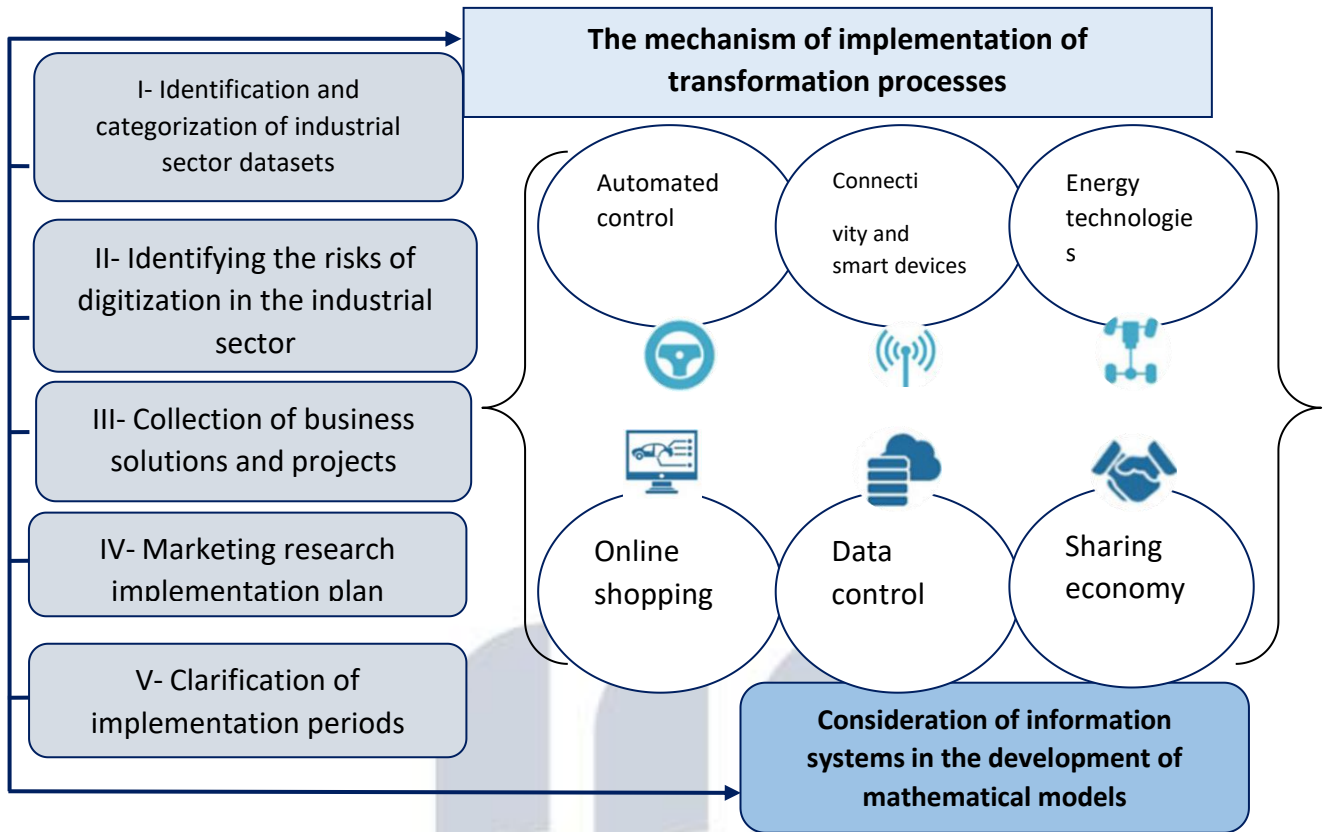 The mechanism of implementation of
transformation processes
I- Identification and
categorization of industrial
sector datasets
II- Identifying the risks of
digitization in the industrial
sector
III- Collection of business
solutions and projects
IV- Marketing research
implementation plan
V- Clarification of
implementation periods
Automated
control
Connecti
vity and
smart devices
Energy
technologie
s
Online
shopping
Data
control
Sharing
economy
Consideration of information
systems in the development of
mathematical models